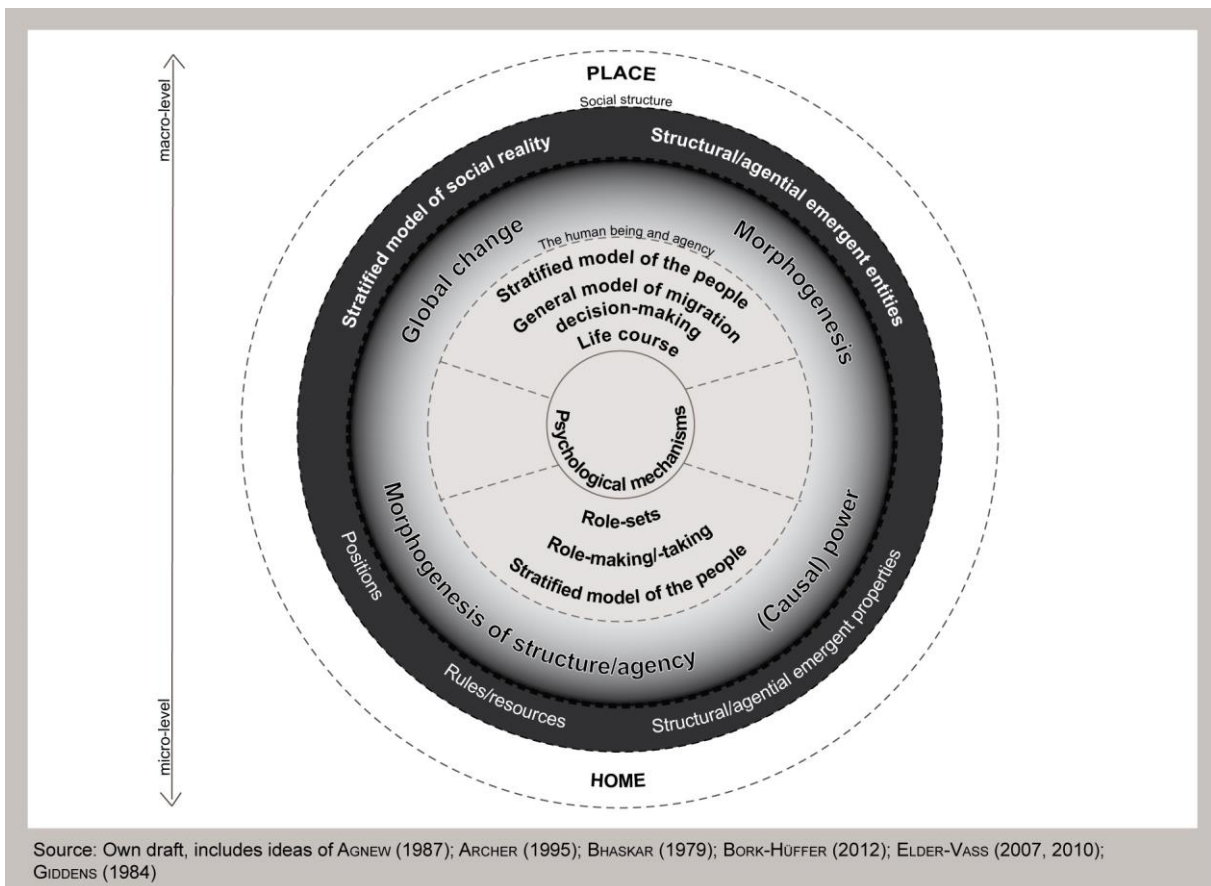 PLACE
Social structure
macro-level
Stratified model of social reality
Structural/agential emergent entities
Global change
Morphogenesis
The human being and agency
Stratified model of the people
General model of migration
decision-making
Life course
Psychological mechanisms
Role-sets
Role-making/-taking
Stratified model of the people
Morphogenesis of structure/agency
(Causal) power
Positions
Rules/resources
Structural/agential emergent properties
micro-level
HOME
Source: Own draft, includes ideas of AGNEW (1987); ARCHER (1995); BHASKAR (1979); BORK-HÜFFER (2012); ELDER-VASS (2007, 2010);
GIDDENS (1984)